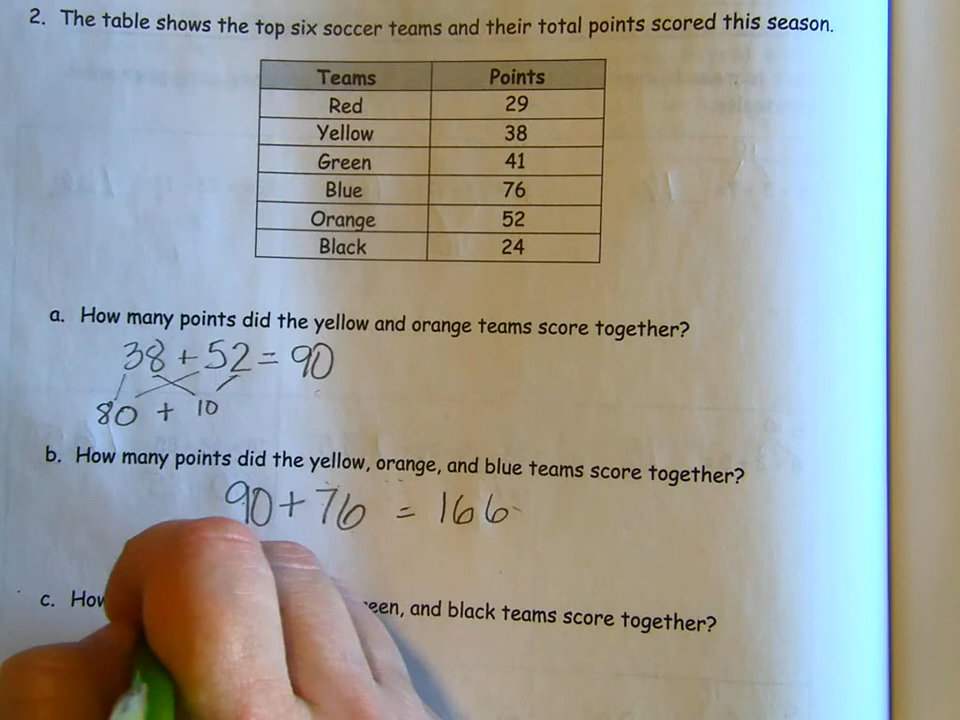 2. The table shows the top six soccer teams and their total points scored this season.
Teams Points
Red 29
Yellow 38
Green 41
Blue 76
Orange 52
Black 24
a. How many points did the yellow and orange teams score together?
38 + 52 = 90
80 + 10
b. How many points did the yellow, orange, and blue teams score together?
90 + 76 = 166
c. and black teams score together?